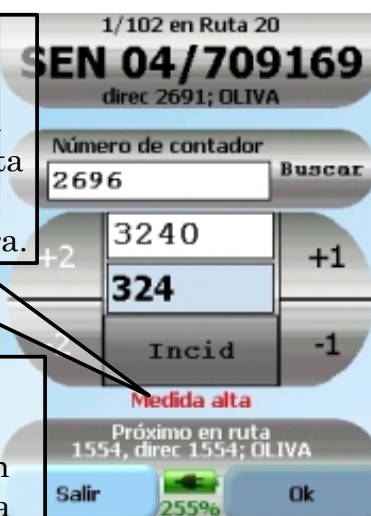 1/102 en Ruta 20
SEN 04/709169
direc 2691; OLIVA
Número de contador
2696
Buscar
3240
+2
+1
324
-2
Incid
-1
Medida alta
Próximo en ruta
1554, direc 1554; OLIVA
Salir
255%
Ok